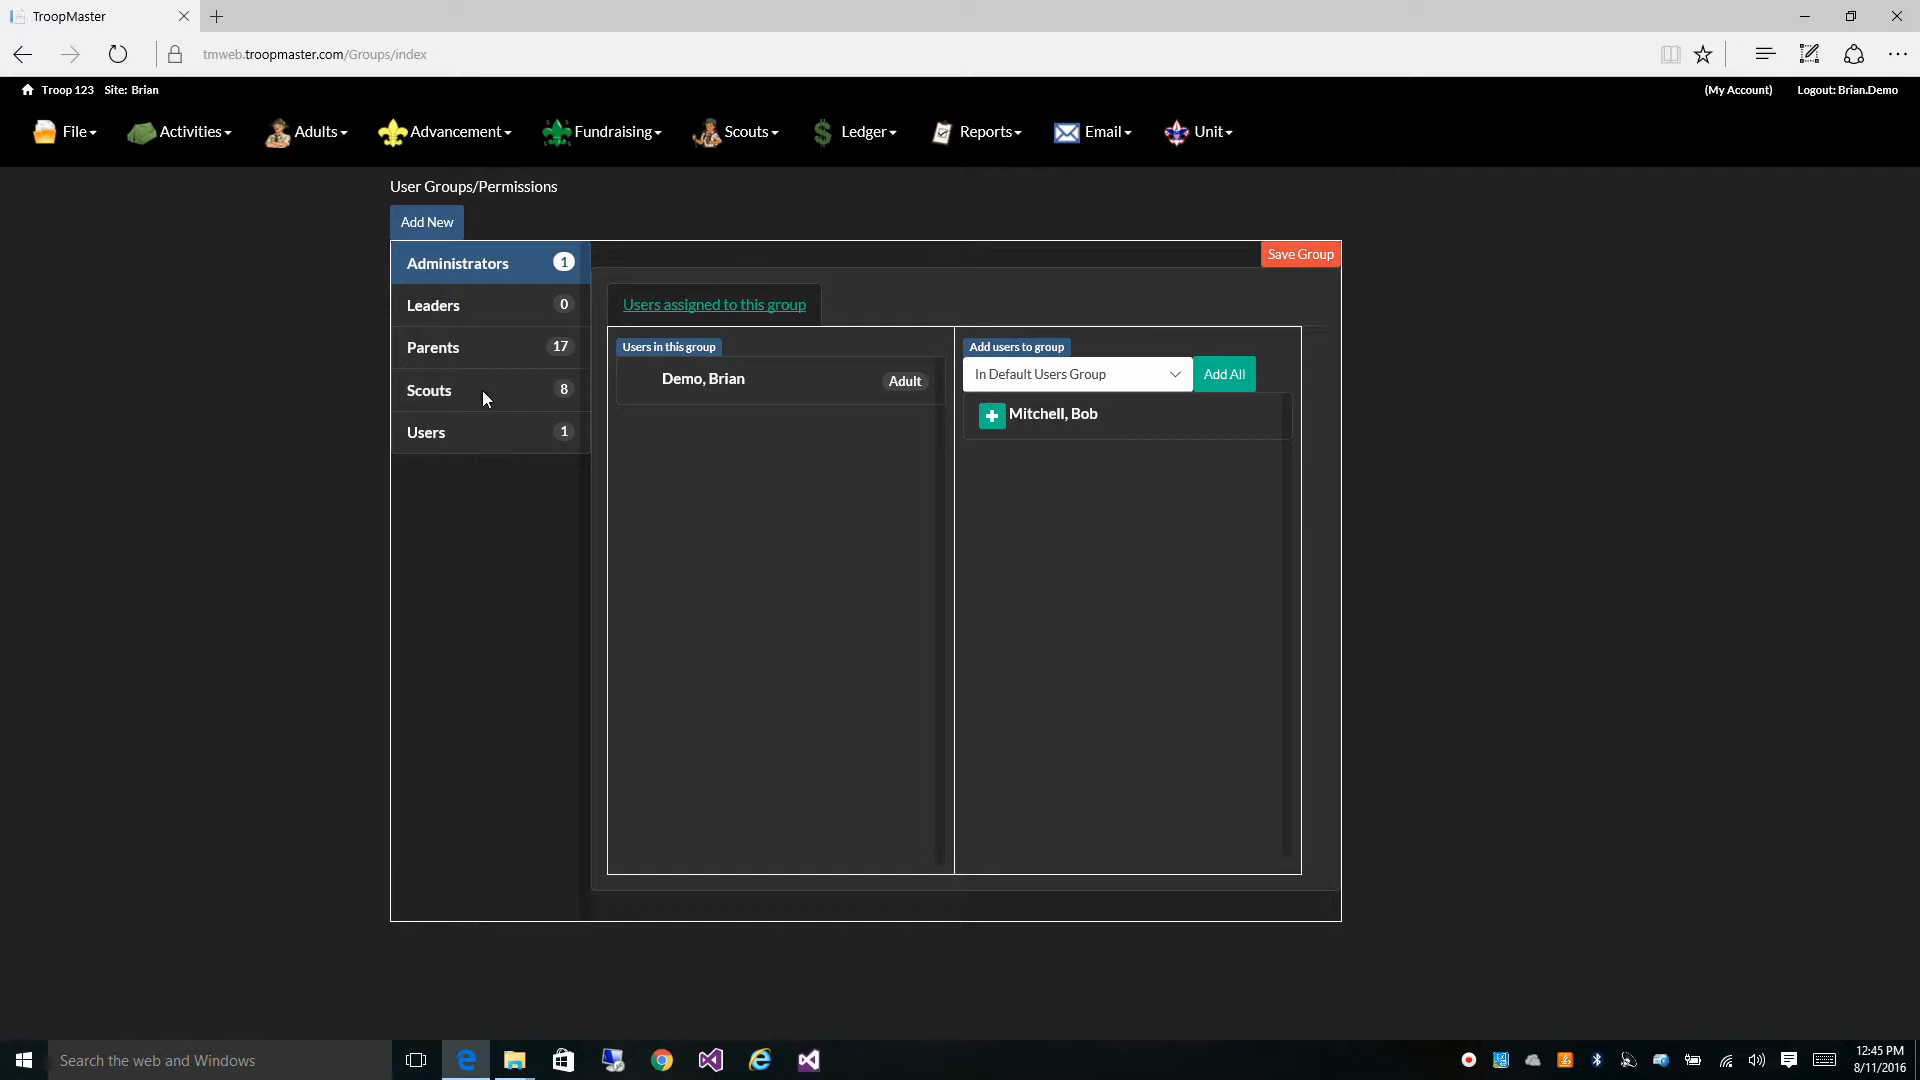 TroopMaster
tmweb.troopmaster.com/Groups/index
Troop 123 Site: Brian (My Account) Logout: Brian.Demo
File Activities Adults Advancement Fundraising Scouts Ledger Reports Email Unit
User Groups/Permissions
Add New
Administrators 1
Save Group
Leaders 0
Users assigned to this group
Parents 17
Users in this group
Add users to group
Scouts 8
Demo, Brian Adult
In Default Users Group Add All
Users 1
Mitchell, Bob
Search the web and Windows
12:45 PM
8/11/2016